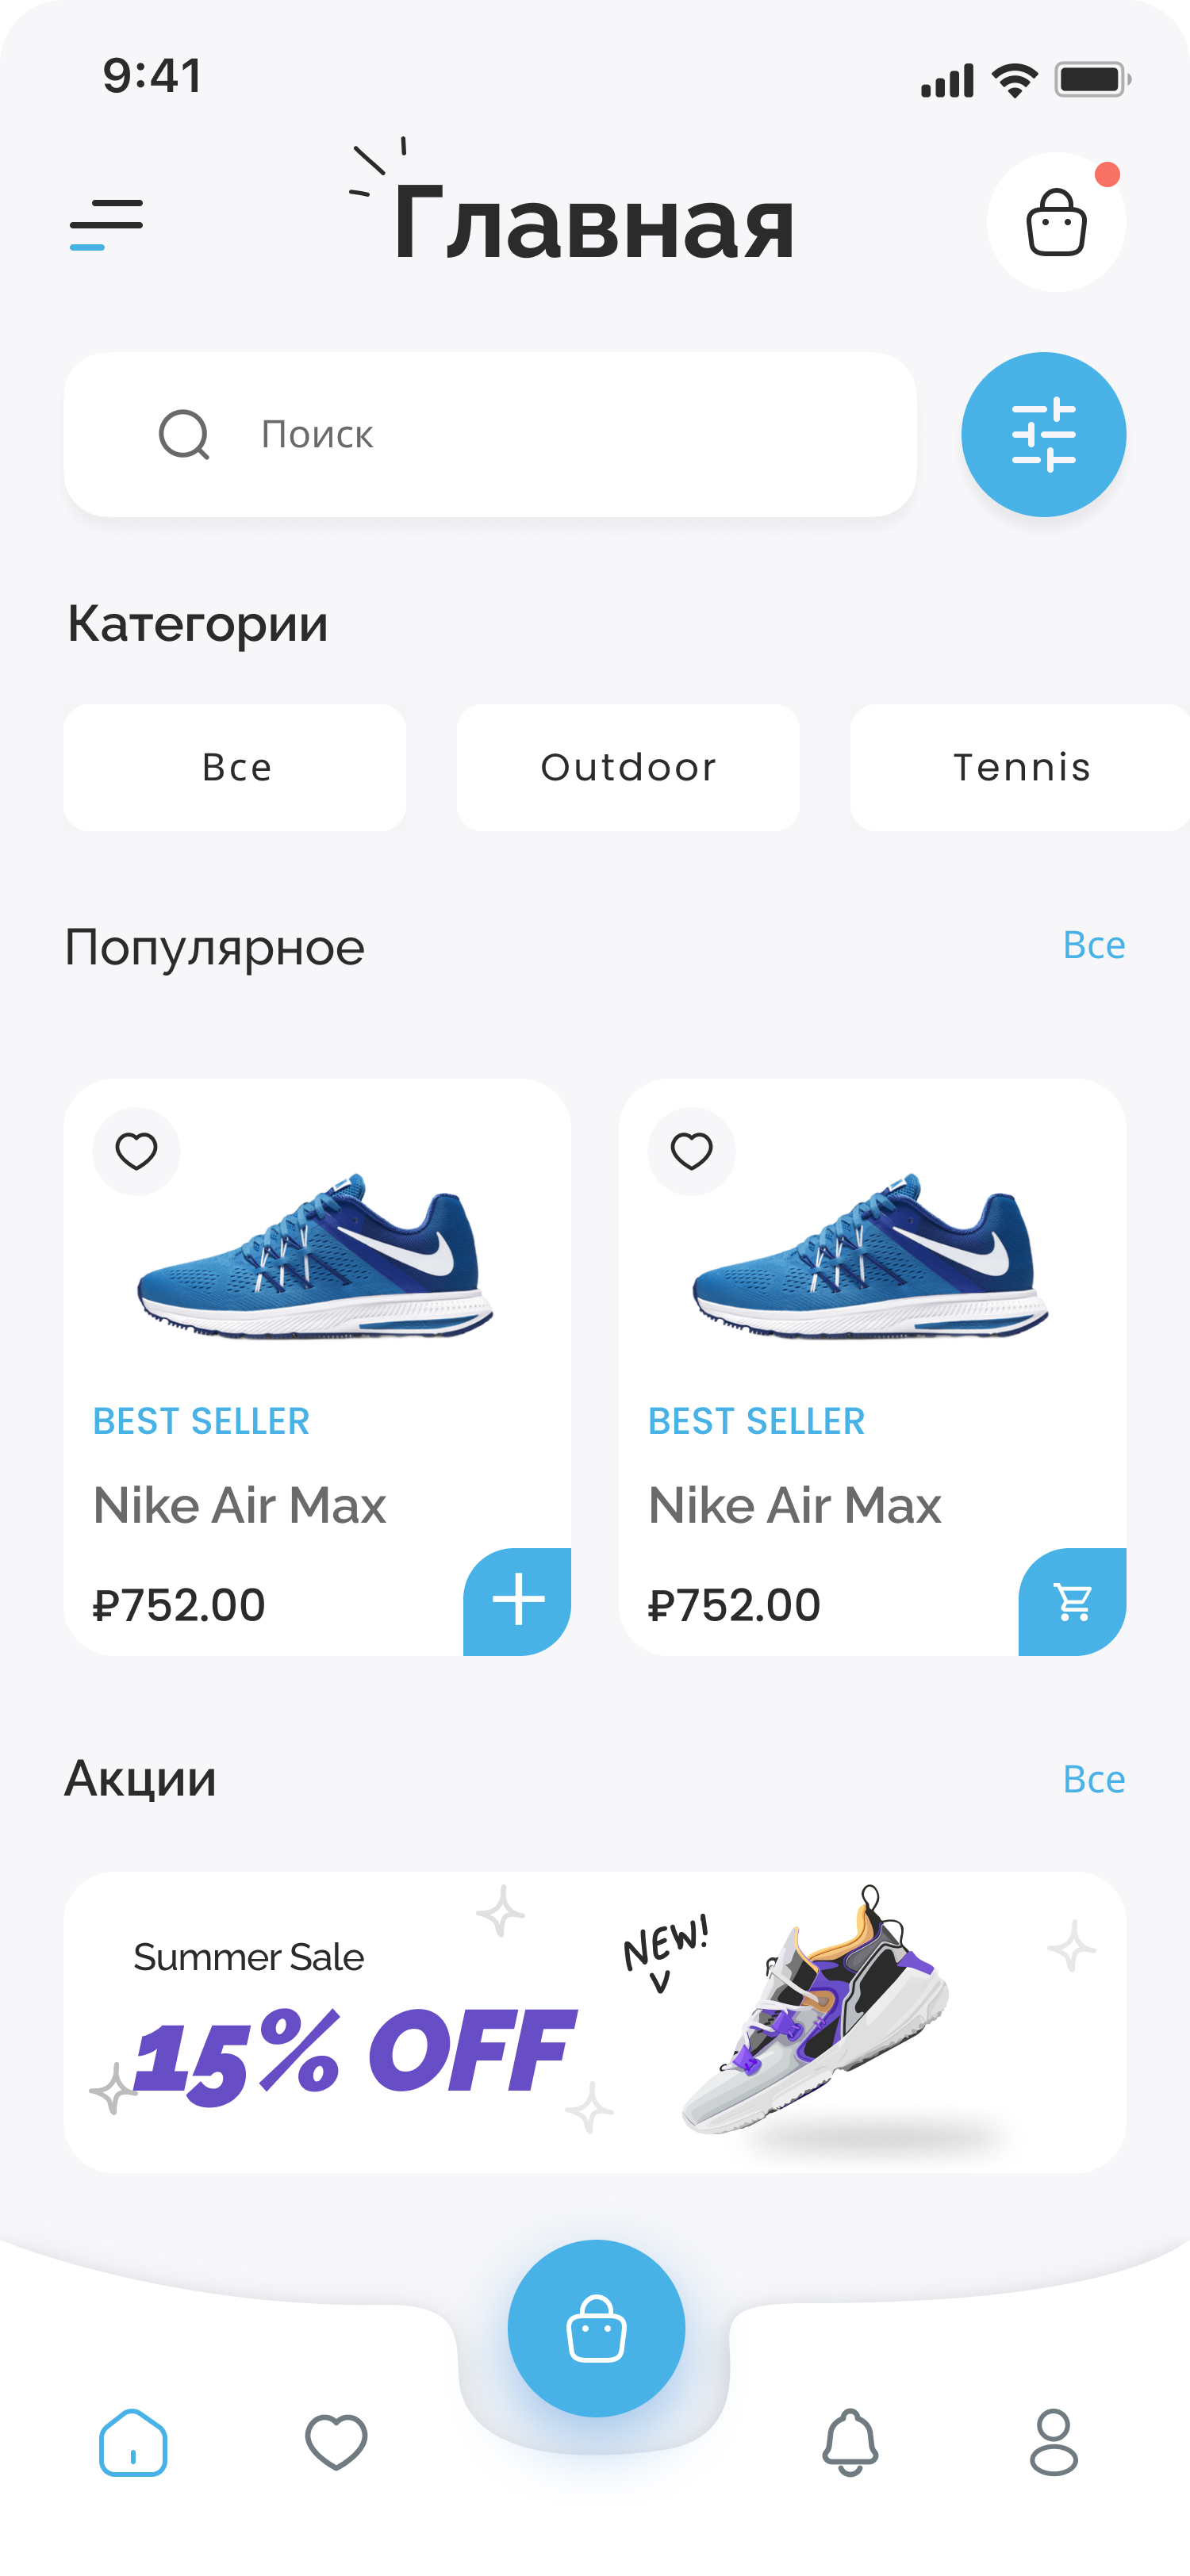 9:41
Главная
Поиск
Категории
Все
Outdoor
Tennis
Популярное
Все
BEST SELLER
Nike Air Max
₽752.00
BEST SELLER
Nike Air Max
₽752.00
Акции
Все
Summer Sale
15% OFF
NEW!